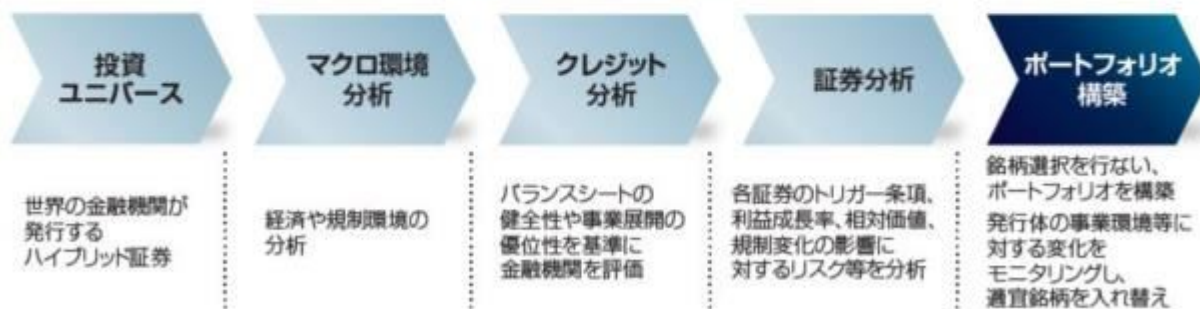 投資
ユニバース
世界の金融機関が
発行する
ハイブリッド証券
マクロ環境
分析
経済や規制環境の
分析
クレジット
分析
バランスシートの
健全性や事業展開の
優位性を基準に
金融機関を評価
証券分析
各証券のトリガー条項、
利益成長率、相対価値、
規制変化の影響に
対するリスク等を分析
ポートフォリオ
構築
銘柄選択を行ない、
ポートフォリオを構築
発行体の事業環境等に
対する変化を
モニタリングし、
適宜銘柄を入れ替え